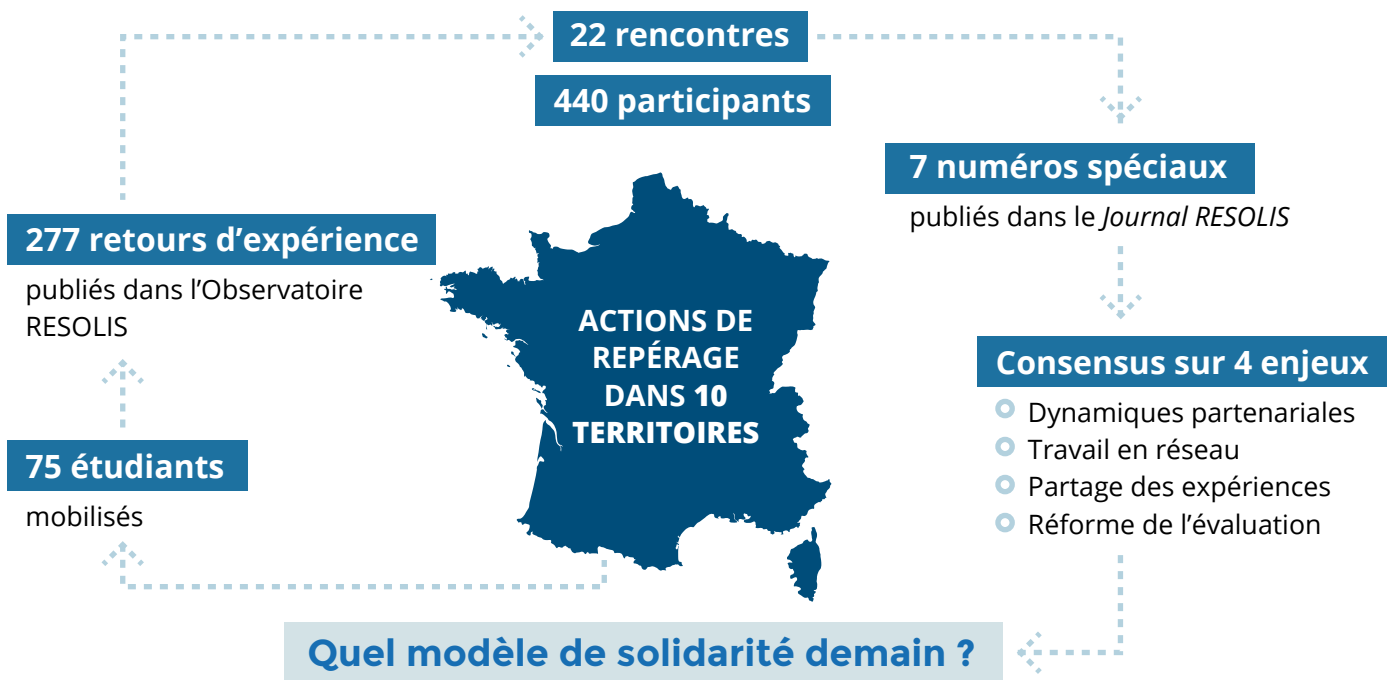 22 rencontres
440 participants
7 numéros spéciaux
publiés dans le Journal RESOLIS
277 retours d’expérience
publiés dans l’Observatoire
RESOLIS
ACTIONS DE
REPÉRAGE
DANS 10
TERRITOIRES
Consensus sur 4 enjeux
Dynamiques partenariales
Travail en réseau
Partage des expériences
Réforme de l’évaluation
75 étudiants
mobilisés
Quel modèle de solidarité demain ?